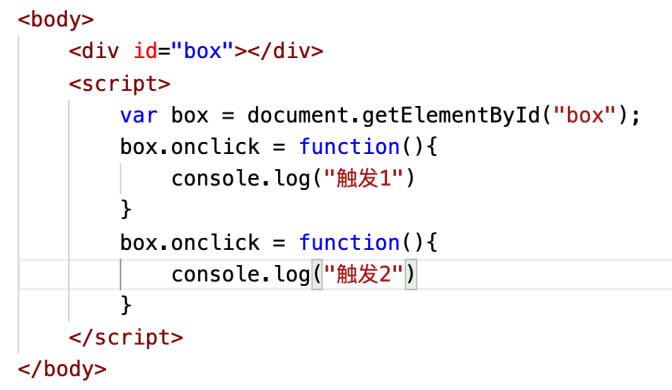 <body>
    <div id="box"></div>
    <script>
        var box = document.getElementById("box");
        box.onclick = function(){
            console.log("触发1")
        }
        box.onclick = function(){
            console.log("触发2")
        }
    </script>
</body>